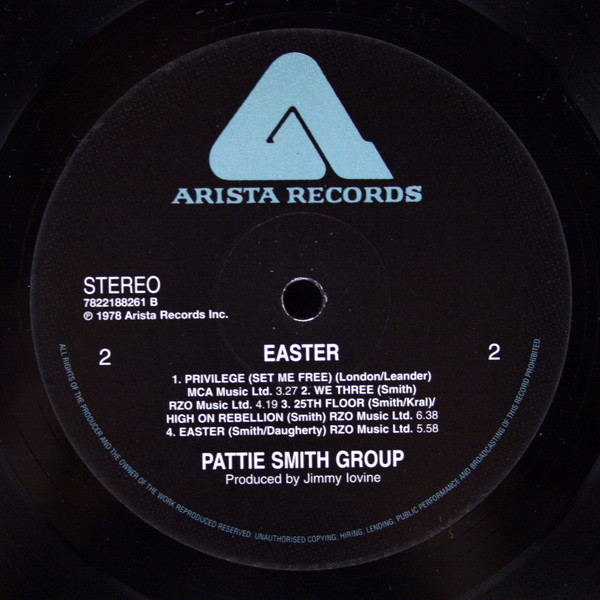 ARISTA RECORDS
STEREO
7822188261 B
℗ 1978 Arista Records Inc.
2
EASTER
2
1. PRIVILEGE (SET ME FREE) (London/Leander)
MCA Music Ltd. 3.27 2. WE THREE (Smith)
RZO Music Ltd. 4.19 3. 25TH FLOOR (Smith/Kral)/
HIGH ON REBELLION (Smith) RZO Music Ltd. 6.38
4. EASTER (Smith/Daugherty) RZO Music Ltd. 5.58
PATTIE SMITH GROUP
Produced by Jimmy Iovine
ALL RIGHTS OF THE PRODUCER AND THE OWNER OF THE WORK REPRODUCED RESERVED. UNAUTHORISED COPYING, HIRING, LENDING, PUBLIC PERFORMANCE AND BROADCASTING OF THIS RECORD PROHIBITED.